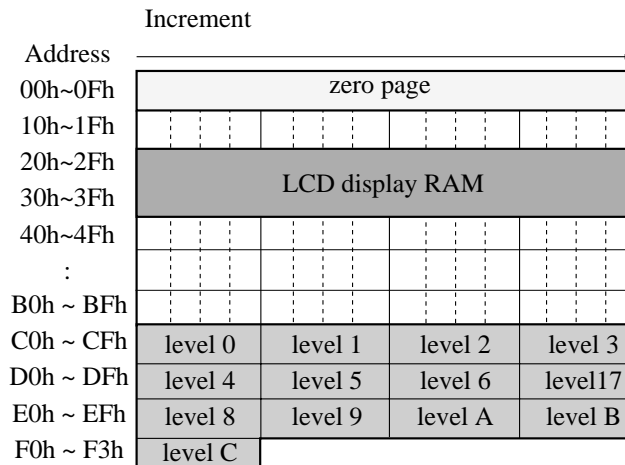 Increment
Address
00h~0Fh zero page
10h~1Fh
20h~2Fh
LCD display RAM
30h~3Fh
40h~4Fh
:
B0h ~ BFh
C0h ~ CFh level 0 level 1 level 2 level 3
D0h ~ DFh level 4 level 5 level 6 level17
E0h ~ EFh level 8 level 9 level A level B
F0h ~ F3h level C